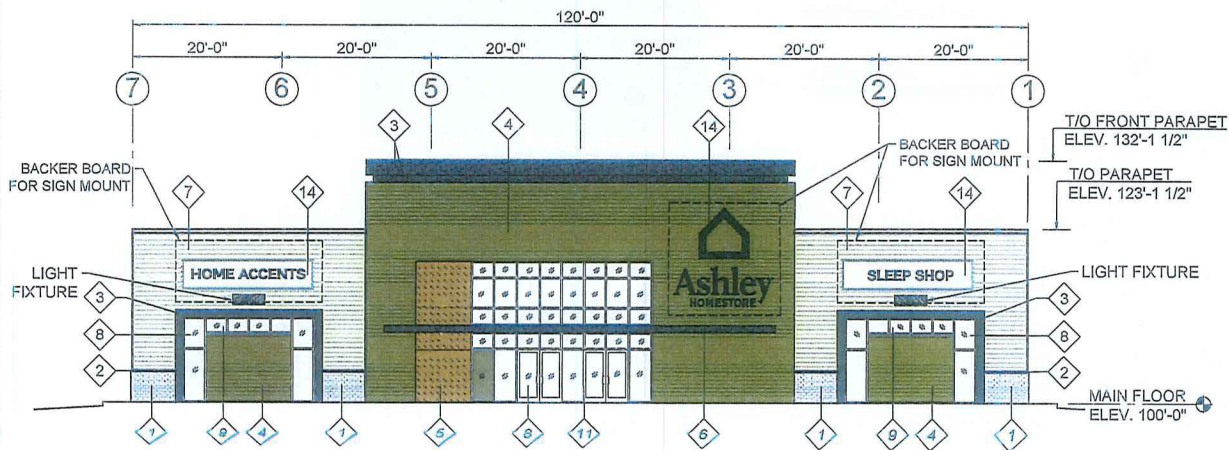 120'-0"
20'-0" 20'-0" 20'-0" 20'-0" 20'-0" 20'-0"
7 6 5 4 3 2 1
T/O FRONT PARAPET
ELEV. 132'-1 1/2"
T/O PARAPET
ELEV. 123'-1 1/2"
3 4 14
BACKER BOARD
FOR SIGN MOUNT
BACKER BOARD
FOR SIGN MOUNT
7 14
7 14
HOME ACCENTS
Ashley
HOMESTORE
SLEEP SHOP
LIGHT
FIXTURE
LIGHT FIXTURE
3
8
2
3
8
2
MAIN FLOOR
ELEV. 100'-0"
1 9 4 1 5 8 11 6 1 9 4 1